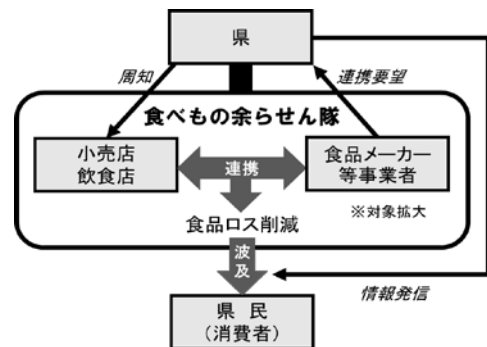 県
周知
連携要望
食べもの余らせん隊
小売店
飲食店
連携
食品メーカー
等事業者
※対象拡大
食品ロス削減
波及
情報発信
県民
(消費者)